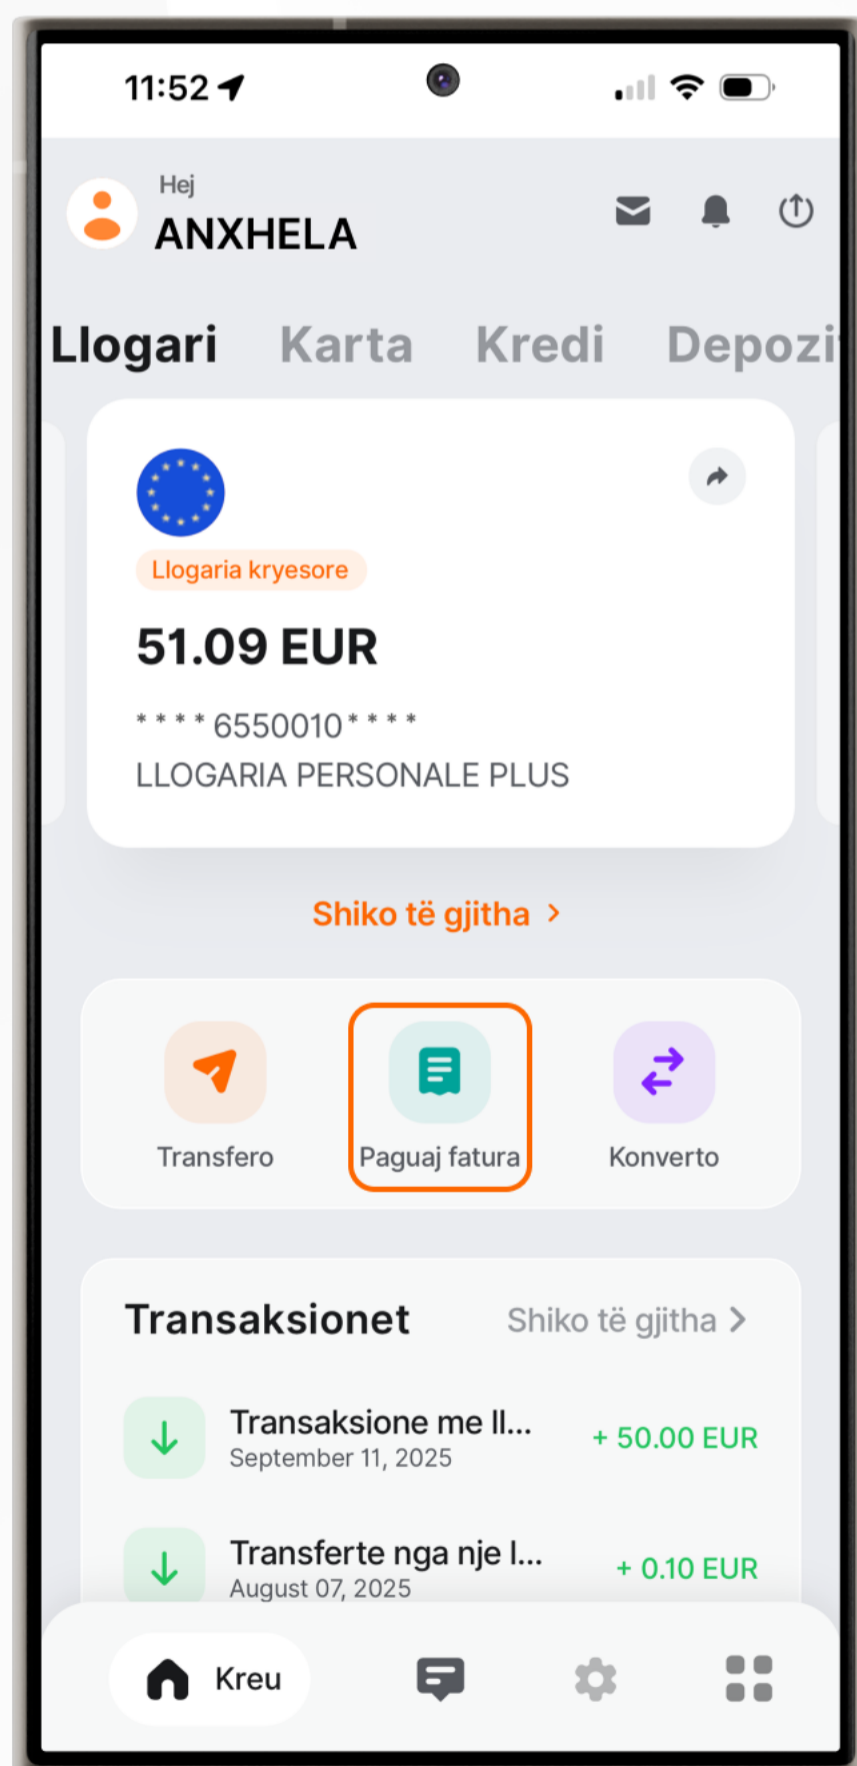 11:52
Hej
ANXHELA
Llogari Karta Kredi Depozi
Llogaria kryesore
51.09 EUR
* * * * 6550010 * * * *
LLOGARIA PERSONALE PLUS
Shiko të gjitha >
Transfero Paguaj fatura Konverto
Transaksionet Shiko të gjitha >
Transaksione me ll... + 50.00 EUR
September 11, 2025
Transferte nga nje l... + 0.10 EUR
August 07, 2025
Kreu